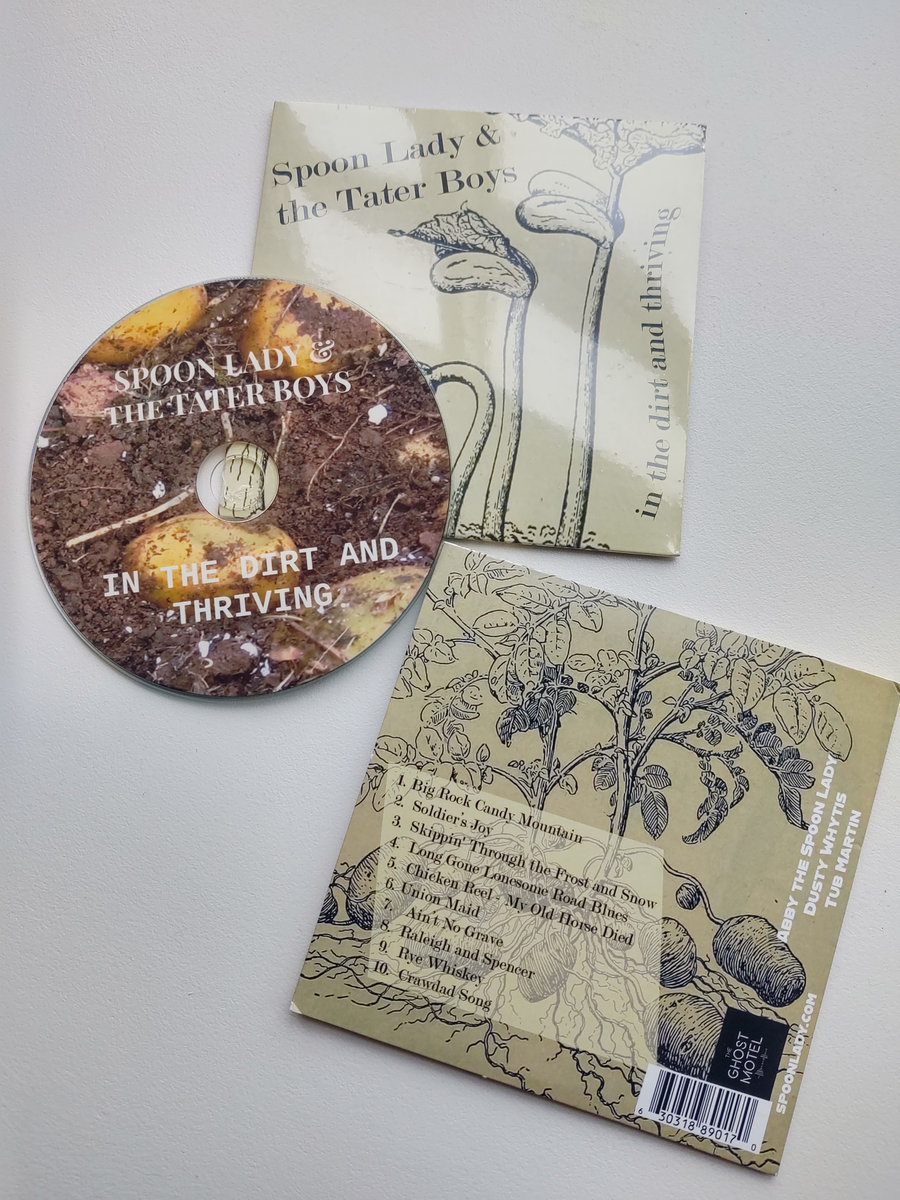 Spoon Lady &
the Tater Boys
in the dirt and thriving
SPOON LADY &
THE TATER BOYS
IN THE DIRT AND
THRIVING
1. Big Rock Candy Mountain
2. Soldier's Joy
3. Skippin' Through the Frost and Snow
4. Long Gone Lonesome Road Blues
5. Chicken Reel - My Old Horse Died
6. Union Maid
7. Ain't No Grave
8. Raleigh and Spencer
9. Rye Whiskey
10. Crawdad Song
ABBY THE SPOON LADY
DUSTY WHYTIS
TUB MARTIN
SPOONLADY.COM
THE
GHOST
MOTEL
6 30318 89017 0